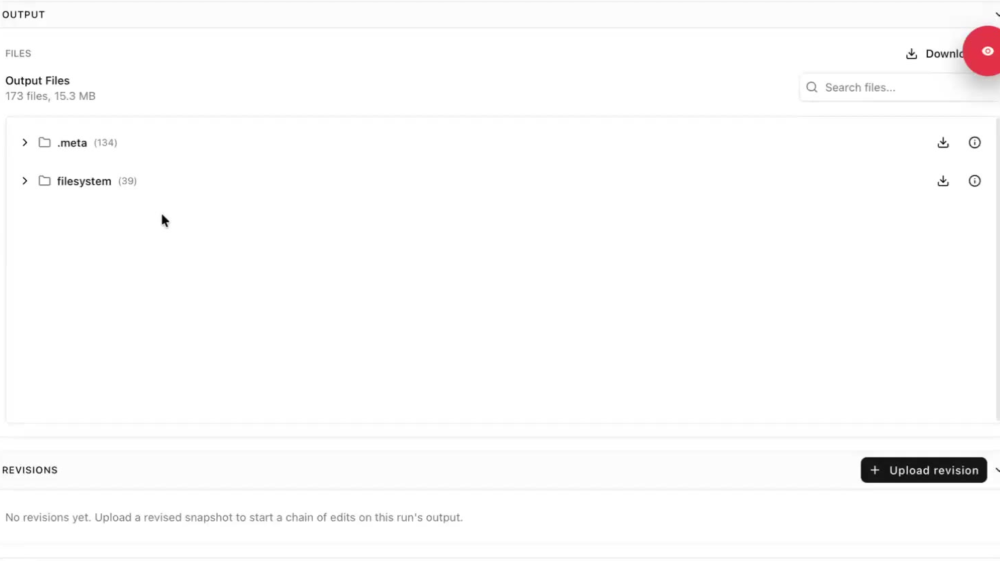 OUTPUT
FILES
Output Files
173 files, 15.3 MB
Search files...
.meta (134)
filesystem (39)
REVISIONS
Upload revision
No revisions yet. Upload a revised snapshot to start a chain of edits on this run's output.